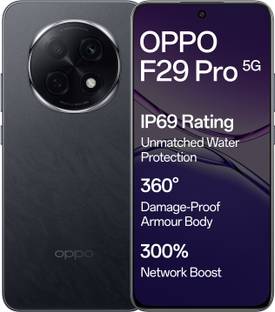 OPPO
F29 Pro 5G
IP69 Rating
Unmatched Water
Protection
360°
Damage-Proof
Armour Body
300%
Network Boost
oppo